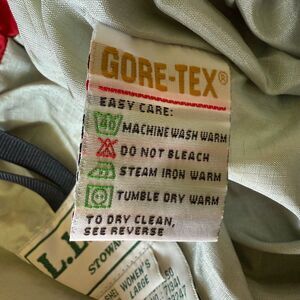 GORE-TEX®
EASY CARE:
MACHINE WASH WARM
DO NOT BLEACH
STEAM IRON WARM
TUMBLE DRY WARM
TO DRY CLEAN,
SEE REVERSE
L.L.
STOWA
WOMEN'S
LARGE